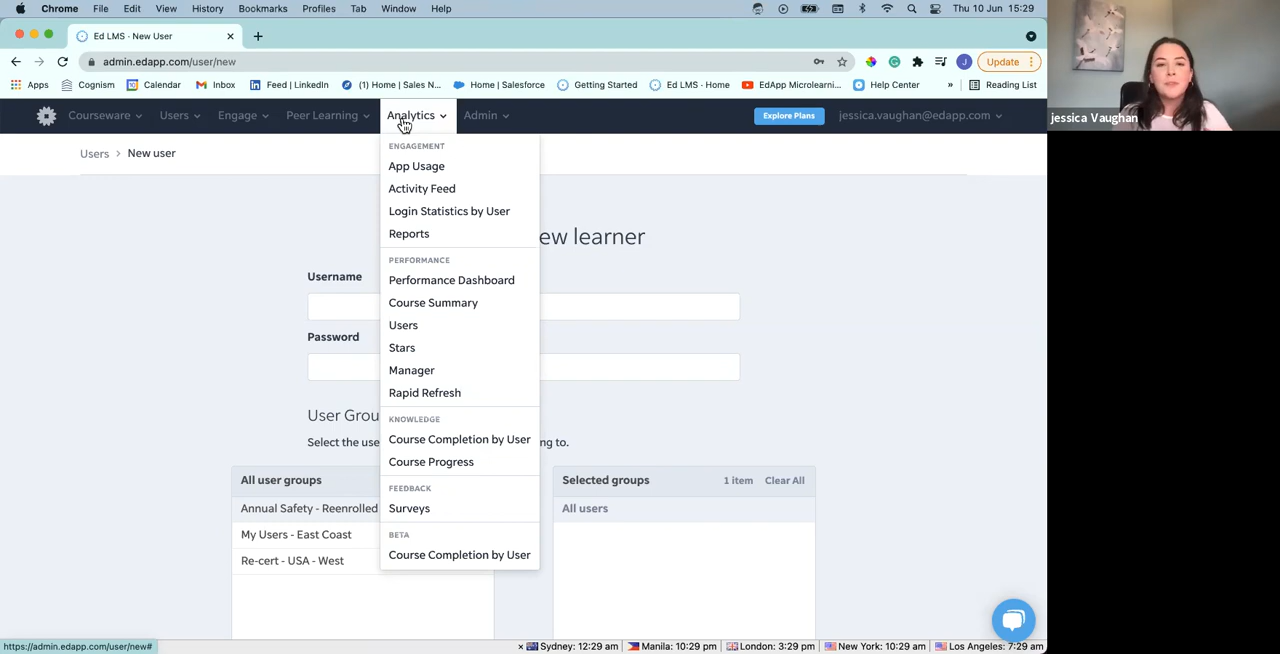 Chrome File Edit View History Bookmarks Profiles Tab Window Help Thu 10 Jun 15:29
Ed LMS - New User
admin.edapp.com/user/new Update
Apps Cognism Calendar Inbox Feed | LinkedIn (1) Home | Sales N... Home | Salesforce Getting Started Ed LMS - Home EdApp Microlearni... Help Center » Reading List
Courseware Users Engage Peer Learning Analytics Admin Explore Plans jessica.vaughan@edapp.com
jessica Vaughan
Users > New user
ENGAGEMENT
App Usage
Activity Feed
Login Statistics by User
Reports
PERFORMANCE
Performance Dashboard
Course Summary
Users
Stars
Manager
Rapid Refresh
KNOWLEDGE
Course Completion by User
Course Progress
FEEDBACK
Surveys
BETA
Course Completion by User
ew learner
Username
Password
User Grou
Select the use ng to.
All user groups
Annual Safety - Reenrolled
My Users - East Coast
Re-cert - USA - West
Selected groups 1 item Clear All
All users
https://admin.edapp.com/user/new# × Sydney: 12:29 am Manila: 10:29 pm London: 3:29 pm New York: 10:29 am Los Angeles: 7:29 am